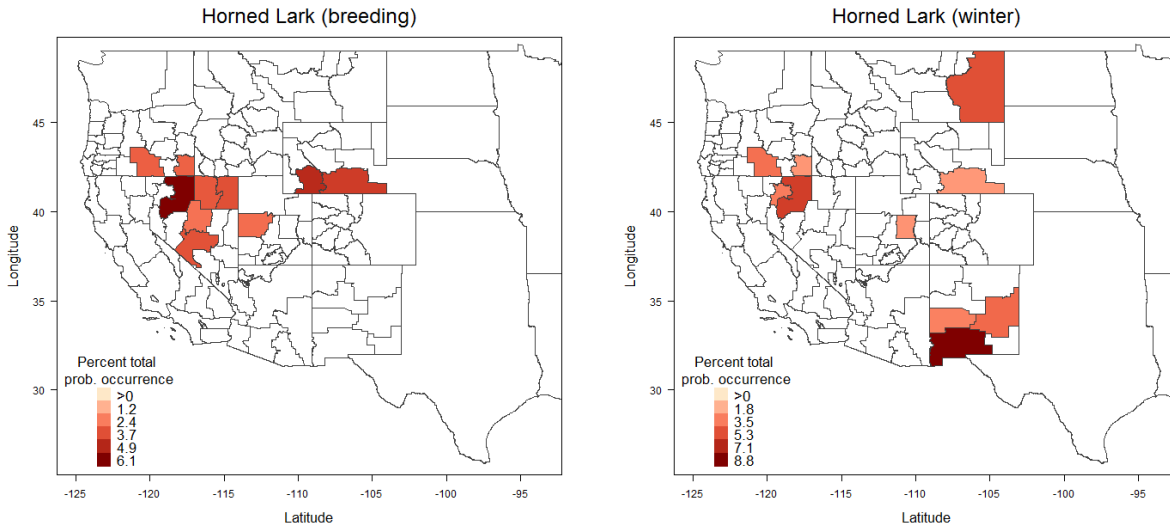 Horned Lark (breeding)
Longitude
45
40
35
30
Percent total
prob. occurrence
>0
1.2
2.4
3.7
4.9
6.1
-125 -120 -115 -110 -105 -100 -95
Latitude
Horned Lark (winter)
Longitude
45
40
35
30
Percent total
prob. occurrence
>0
1.8
3.5
5.3
7.1
8.8
-125 -120 -115 -110 -105 -100 -95
Latitude